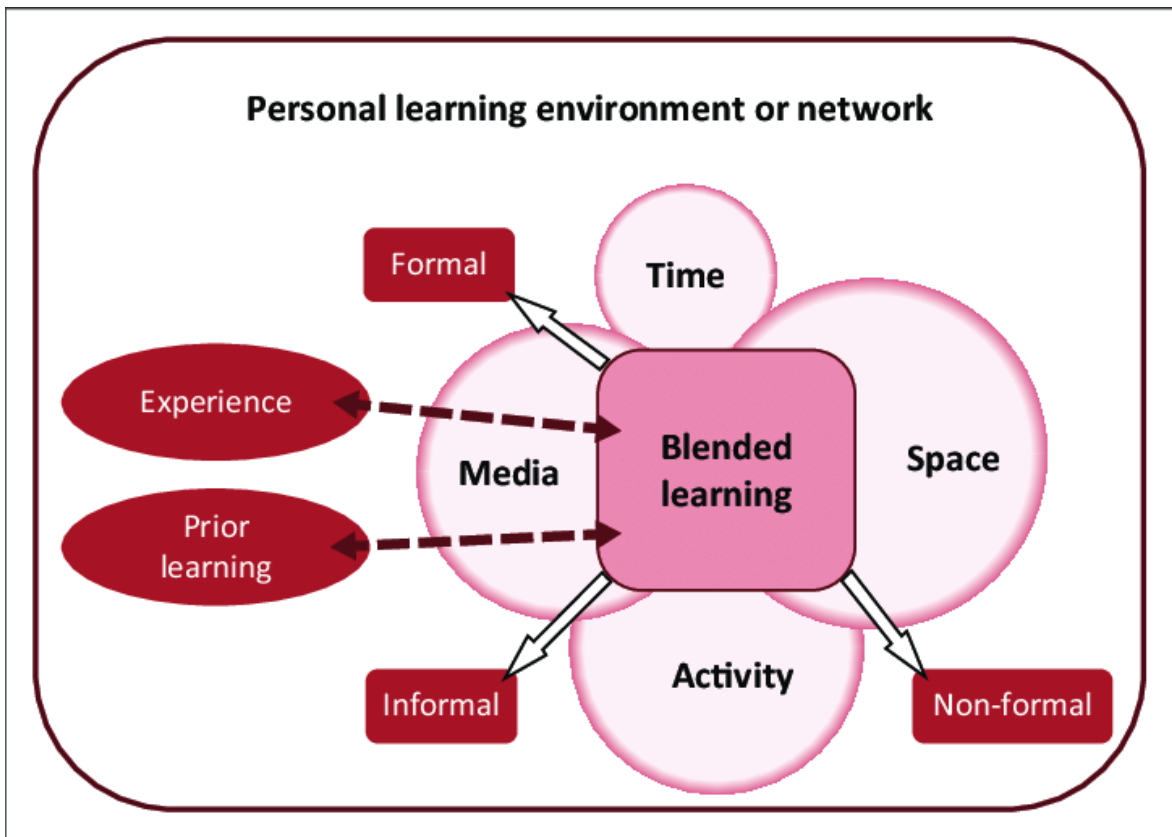 Personal learning environment or network
Formal
Time
Experience
Media
Blended
learning
Space
Prior
learning
Informal
Activity
Non-formal